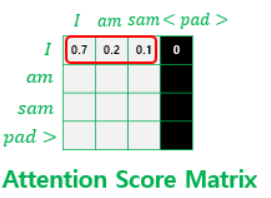 I am sam < pad >
I 0.7 0.2 0.1 0
am
sam
pad >
Attention Score Matrix